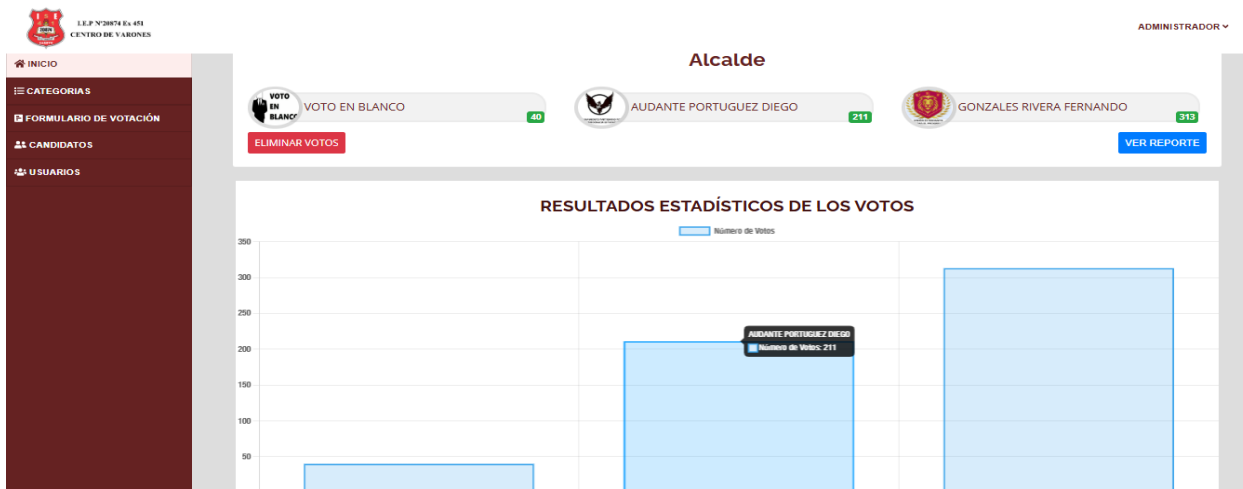 I.E.P Nº20874 Ex 451
CENTRO DE VARONES
ADMINISTRADOR
INICIO
CATEGORIAS
FORMULARIO DE VOTACIÓN
CANDIDATOS
USUARIOS
Alcalde
VOTO
EN
BLANCO
VOTO EN BLANCO
40
AUDANTE PORTUGUEZ DIEGO
211
GONZALES RIVERA FERNANDO
313
ELIMINAR VOTOS
VER REPORTE
RESULTADOS ESTADÍSTICOS DE LOS VOTOS
Número de Votos
350
300
250
200
150
100
50
AUDANTE PORTUGUEZ DIEGO
Número de Votos: 211